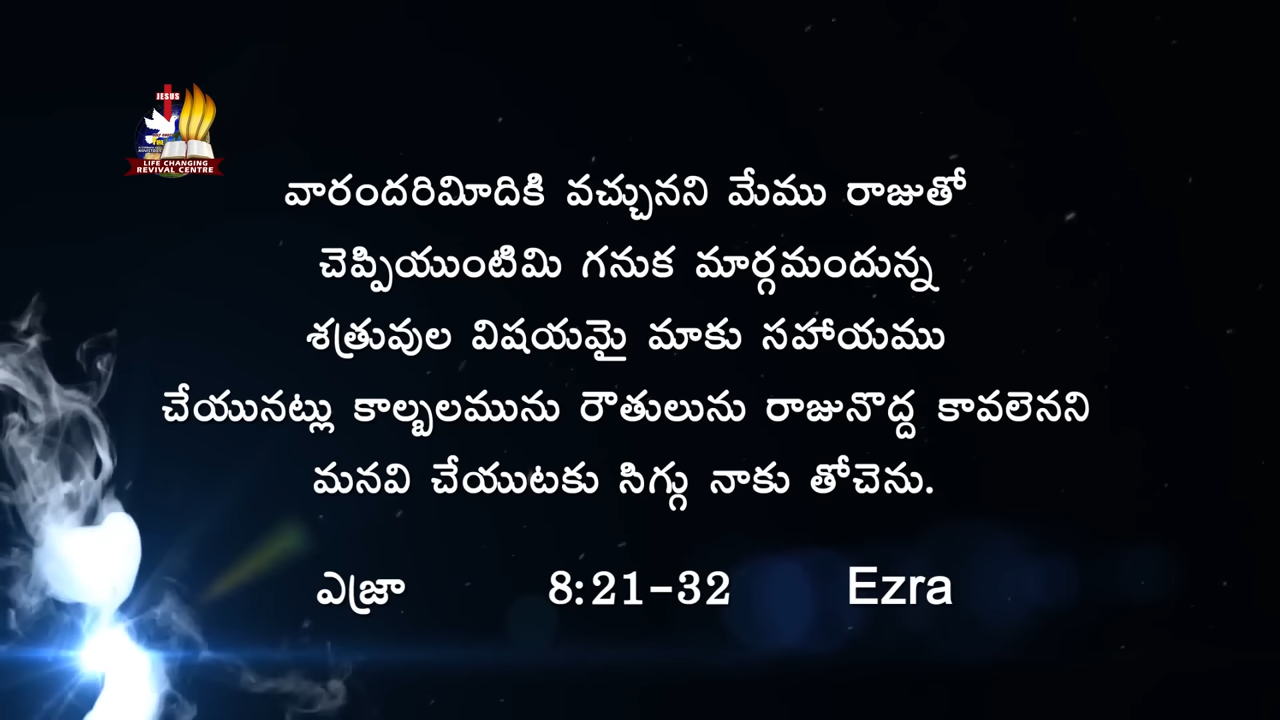 JESUS
LIFE CHANGING
REVIVAL CENTRE
వారందరిమీదికి వచ్చునని మేము రాజుతో
చెప్పియుంటిమి గనుక మార్గమందున్న
శత్రువుల విషయమై మాకు సహాయము
చేయునట్లు కాల్బలమును రౌతులును రాజునొద్ద కావలెనని
మనవి చేయుటకు సిగ్గు నాకు తోచెను.
ఎజ్రా 8:21-32 Ezra